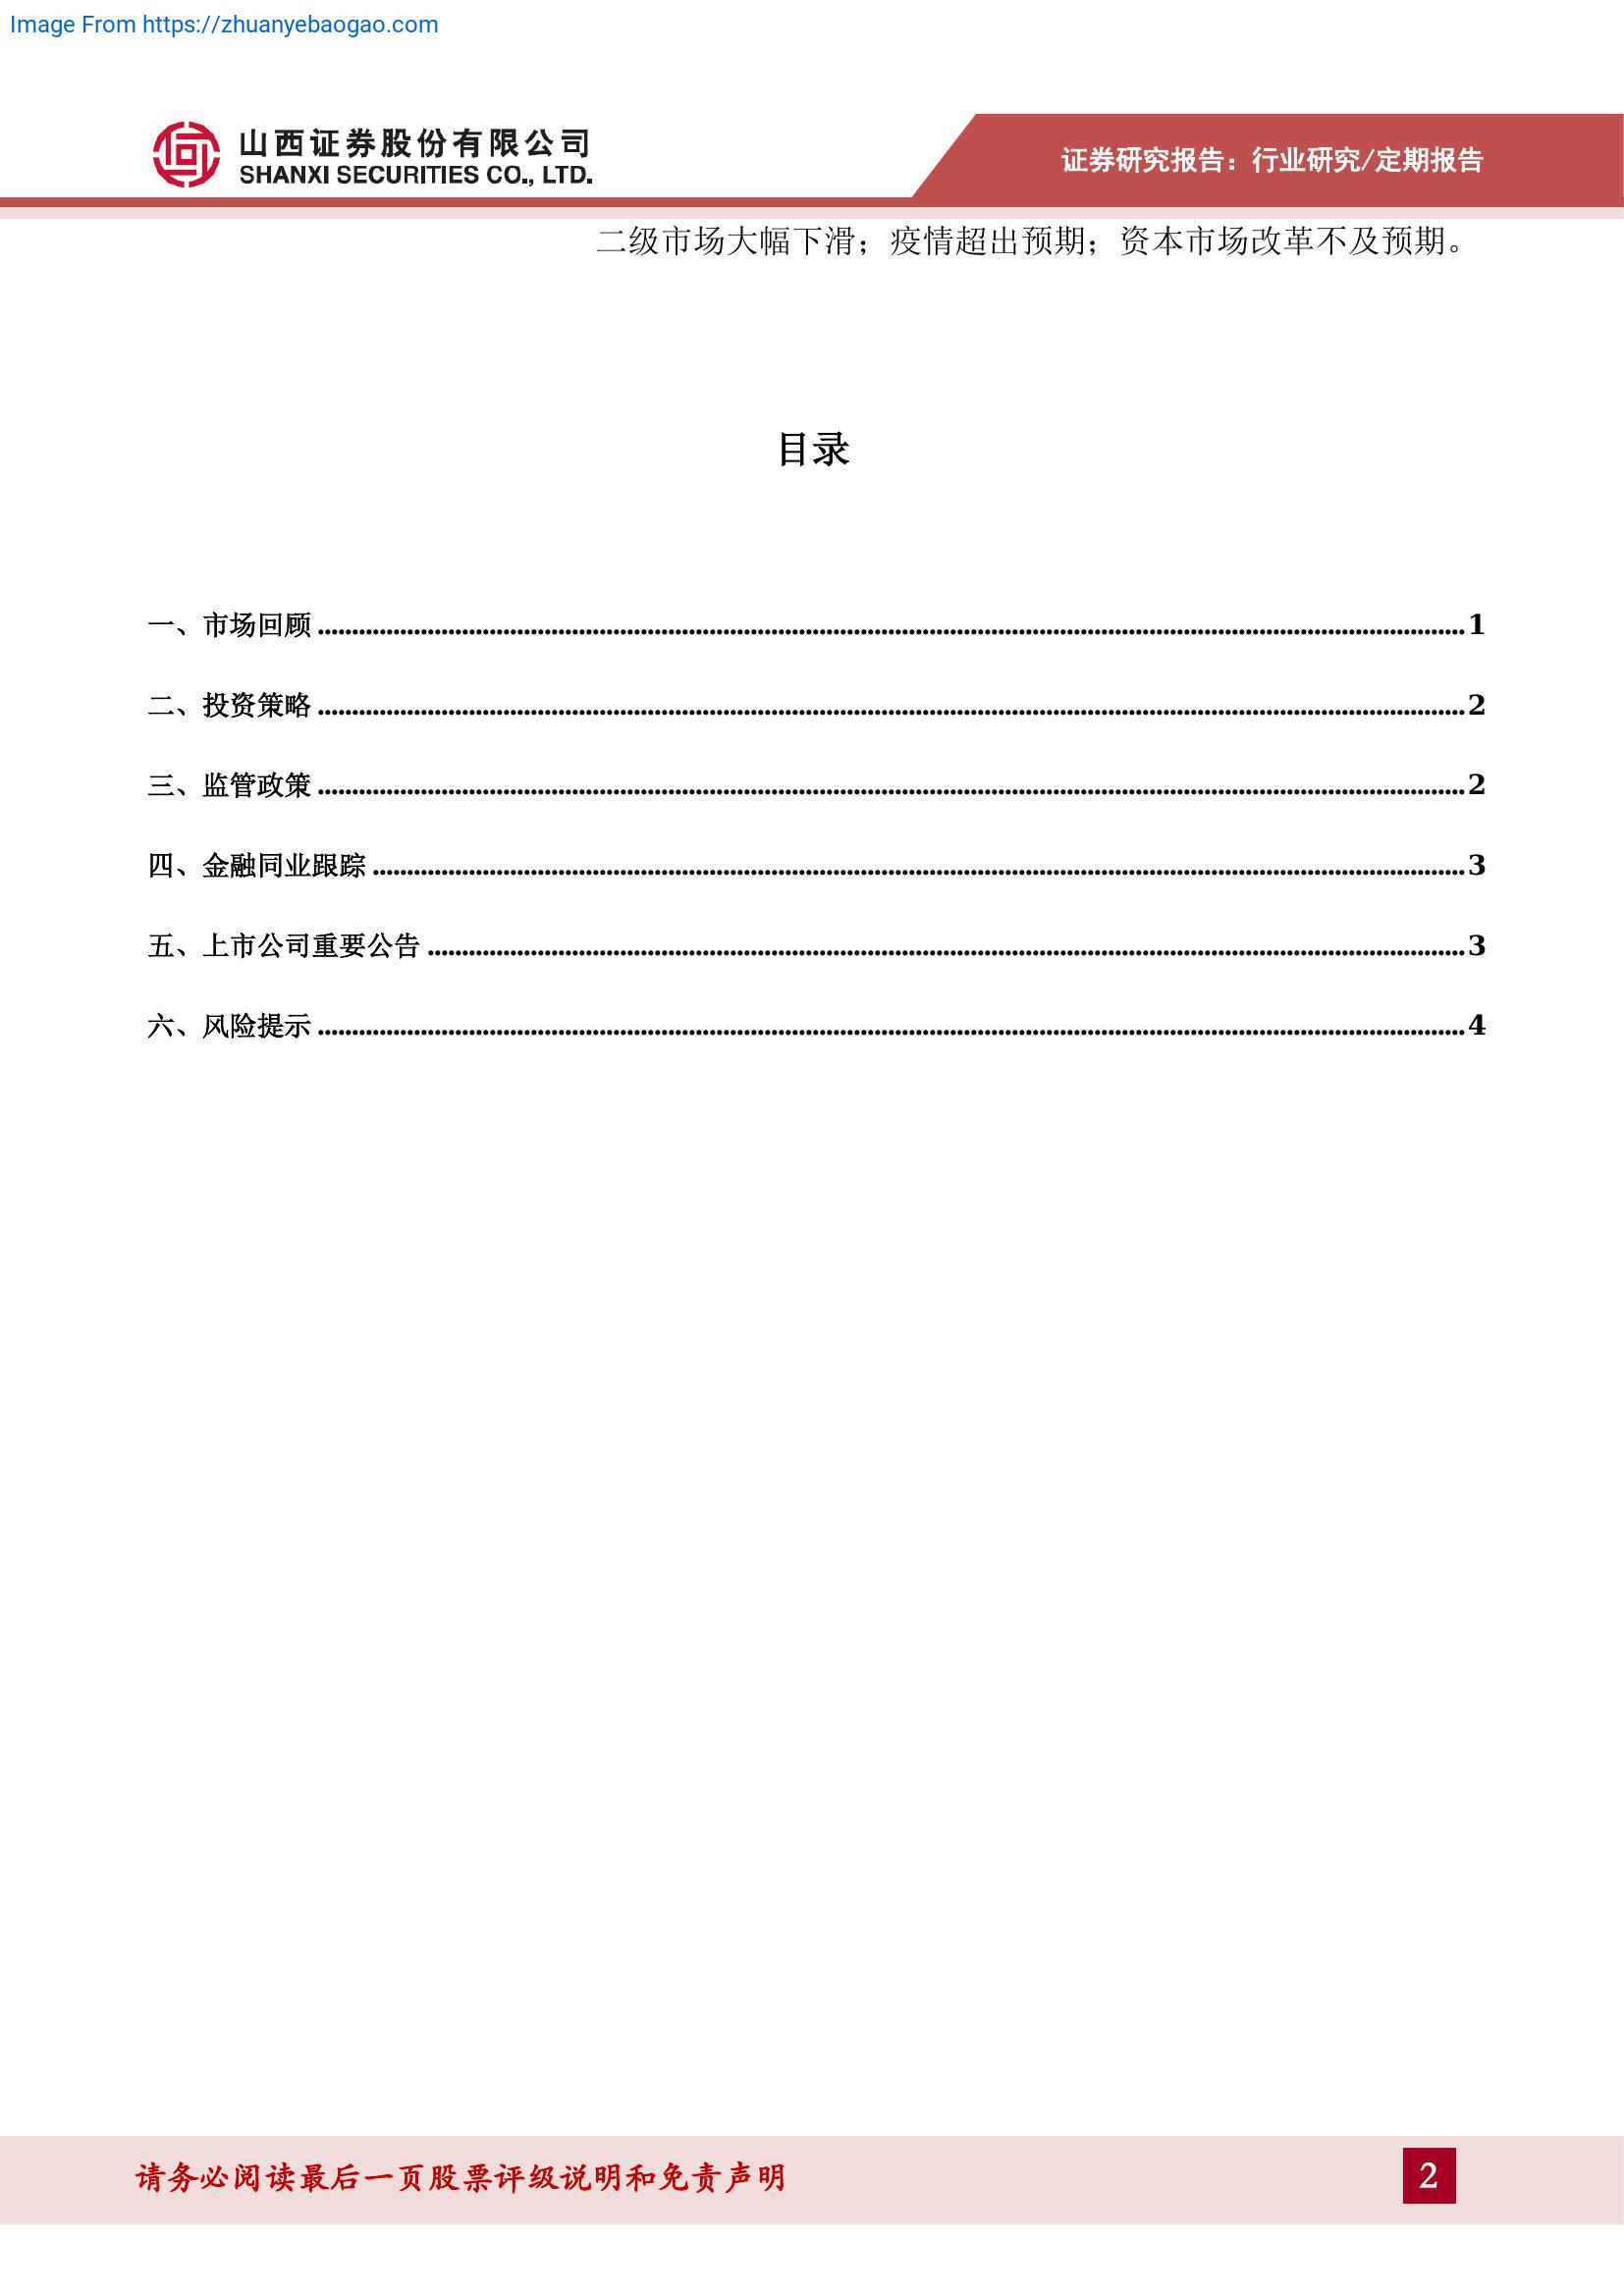 Image From https://zhuanyebaogao.com
山西证券股份有限公司
SHANXI SECURITIES CO., LTD.
证券研究报告：行业研究/定期报告
二级市场大幅下滑；疫情超出预期；资本市场改革不及预期。
目录
一、市场回顾 1
二、投资策略 2
三、监管政策 2
四、金融同业跟踪 3
五、上市公司重要公告 3
六、风险提示 4
请务必阅读最后一页股票评级说明和免责声明
2